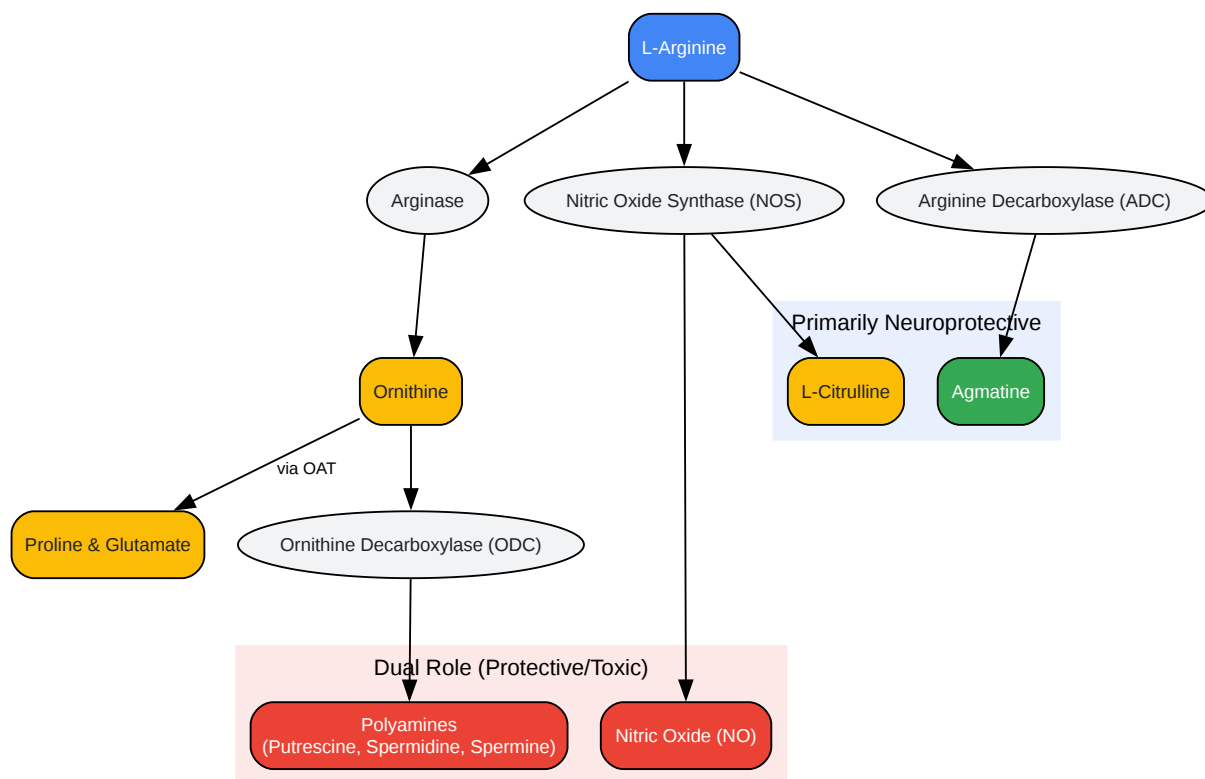 L-Arginine
Arginase
Nitric Oxide Synthase (NOS)
Arginine Decarboxylase (ADC)
Primarily Neuroprotective
Ornithine
L-Citrulline
Agmatine
via OAT
Proline & Glutamate
Ornithine Decarboxylase (ODC)
Dual Role (Protective/Toxic)
Polyamines
(Putrescine, Spermidine, Spermine)
Nitric Oxide (NO)